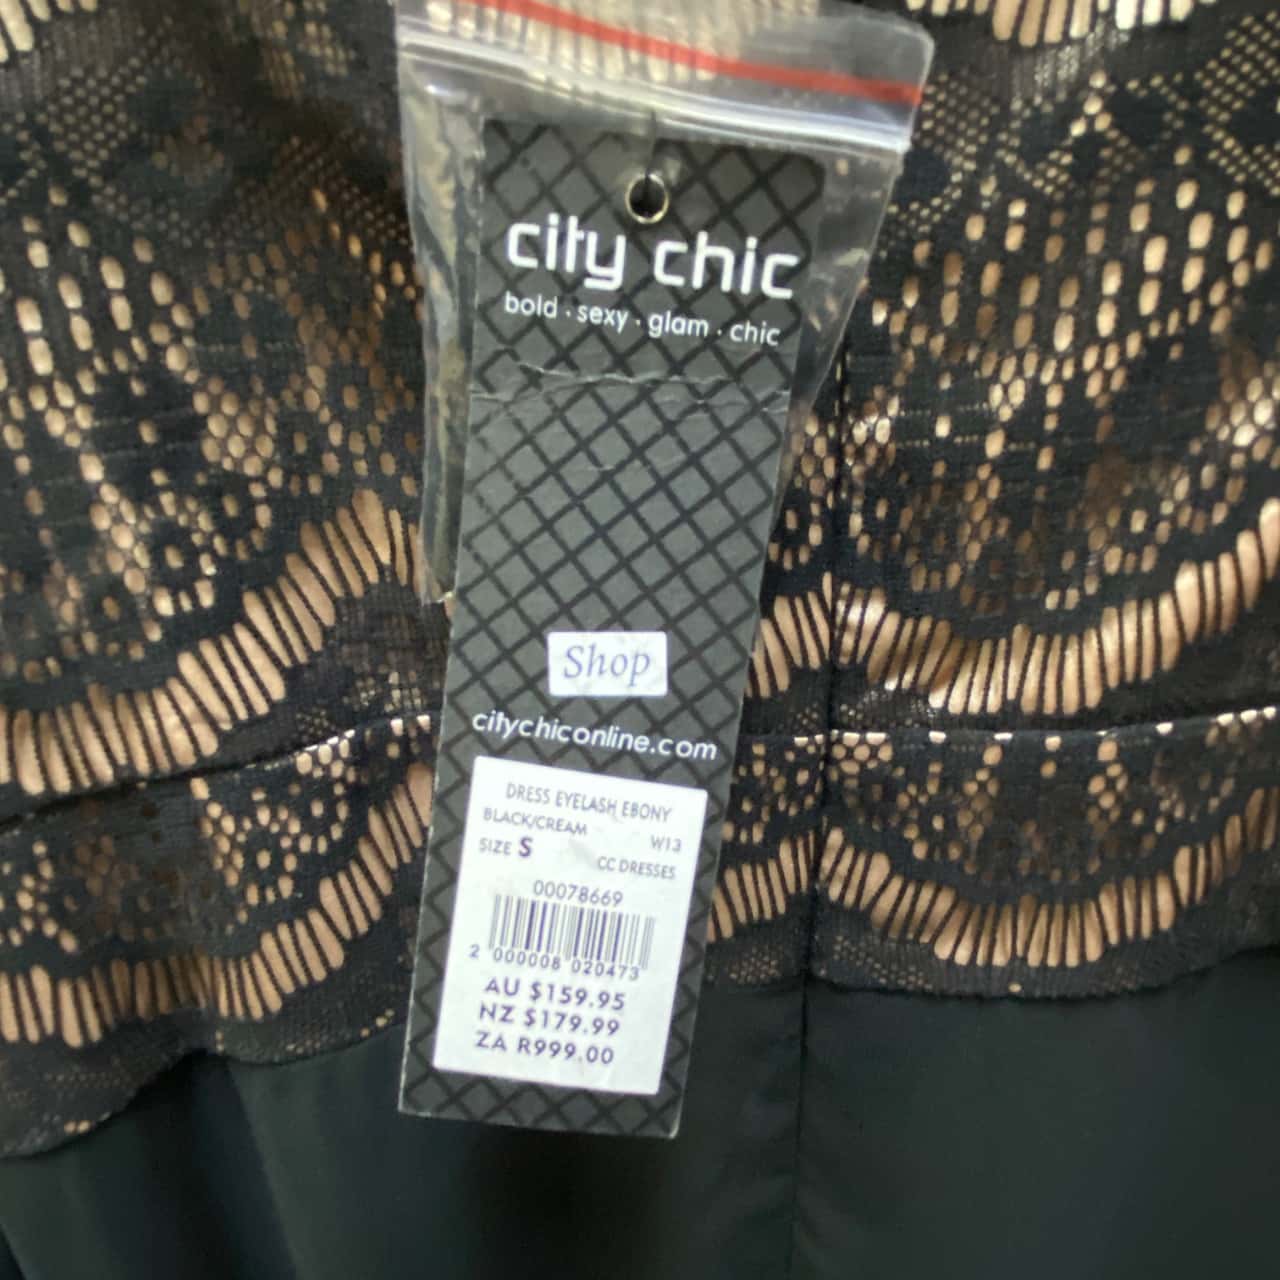 city chic
bold · sexy · glam · chic
Shop
citychiconline.com
DRESS EYELASH EBONY
BLACK/CREAM W13
SIZE S CC DRESSES
00078669
2 000008 020473
AU $159.95
NZ $179.99
ZA R999.00